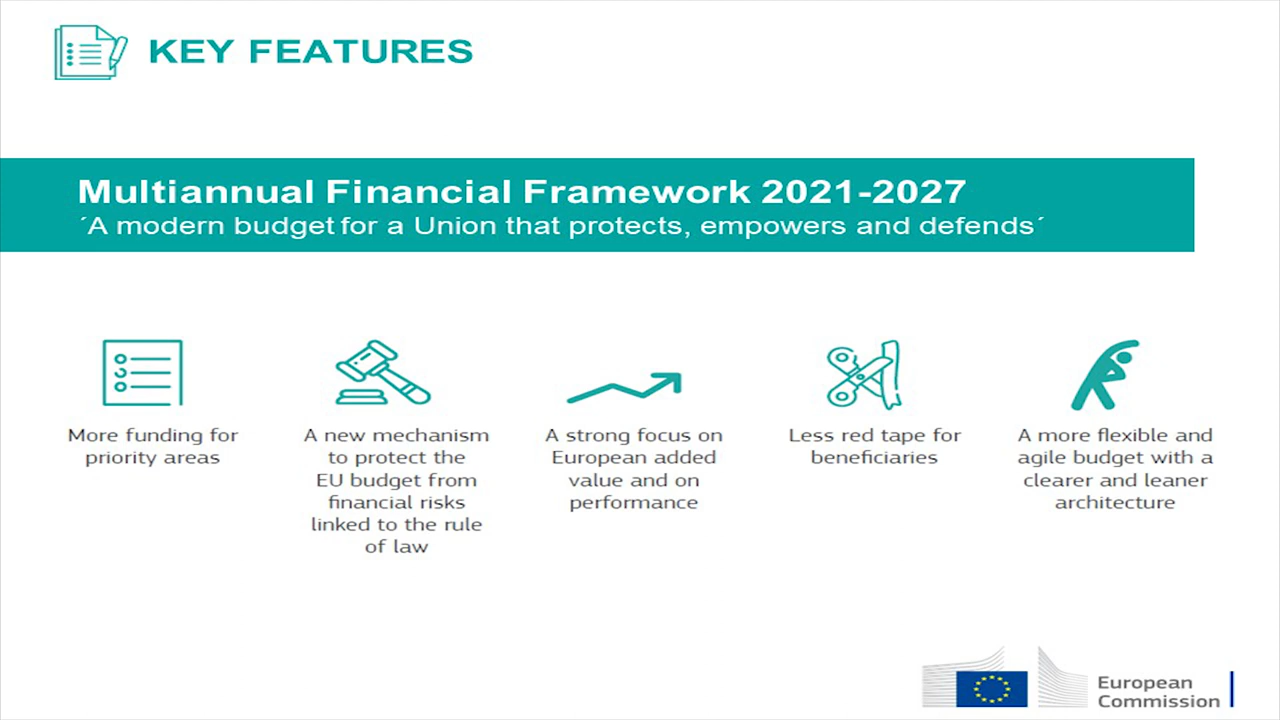 KEY FEATURES
Multiannual Financial Framework 2021-2027
´A modern budget for a Union that protects, empowers and defends´
More funding for
priority areas
A new mechanism
to protect the
EU budget from
financial risks
linked to the rule
of law
A strong focus on
European added
value and on
performance
Less red tape for
beneficiaries
A more flexible and
agile budget with a
clearer and leaner
architecture
European
Commission